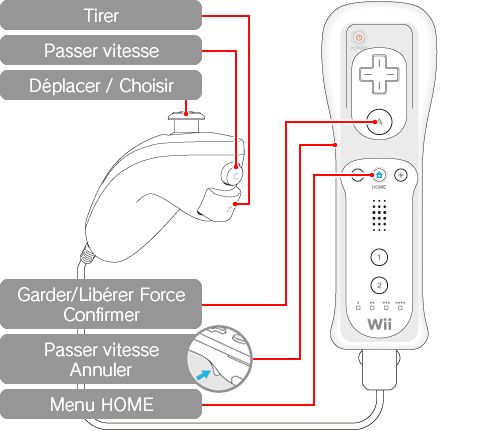 Tirer
Passer vitesse
Déplacer / Choisir
POWER
A
C
Z
HOME
1
2
Garder/Libérer Force
Confirmer
Wii
Passer vitesse
Annuler
Menu HOME